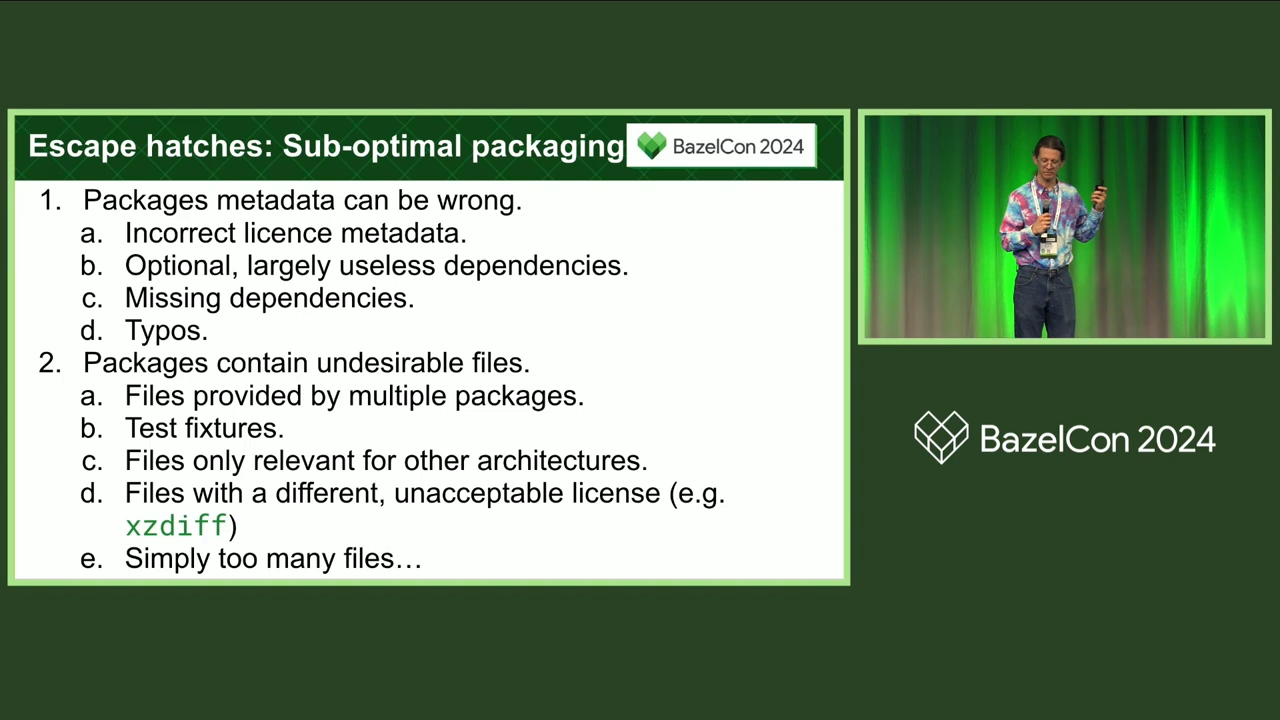 Escape hatches: Sub-optimal packaging
BazelCon 2024
1. Packages metadata can be wrong.
a. Incorrect licence metadata.
b. Optional, largely useless dependencies.
c. Missing dependencies.
d. Typos.
2. Packages contain undesirable files.
a. Files provided by multiple packages.
b. Test fixtures.
c. Files only relevant for other architectures.
d. Files with a different, unacceptable license (e.g.
xzdiff)
e. Simply too many files…
BazelCon 2024